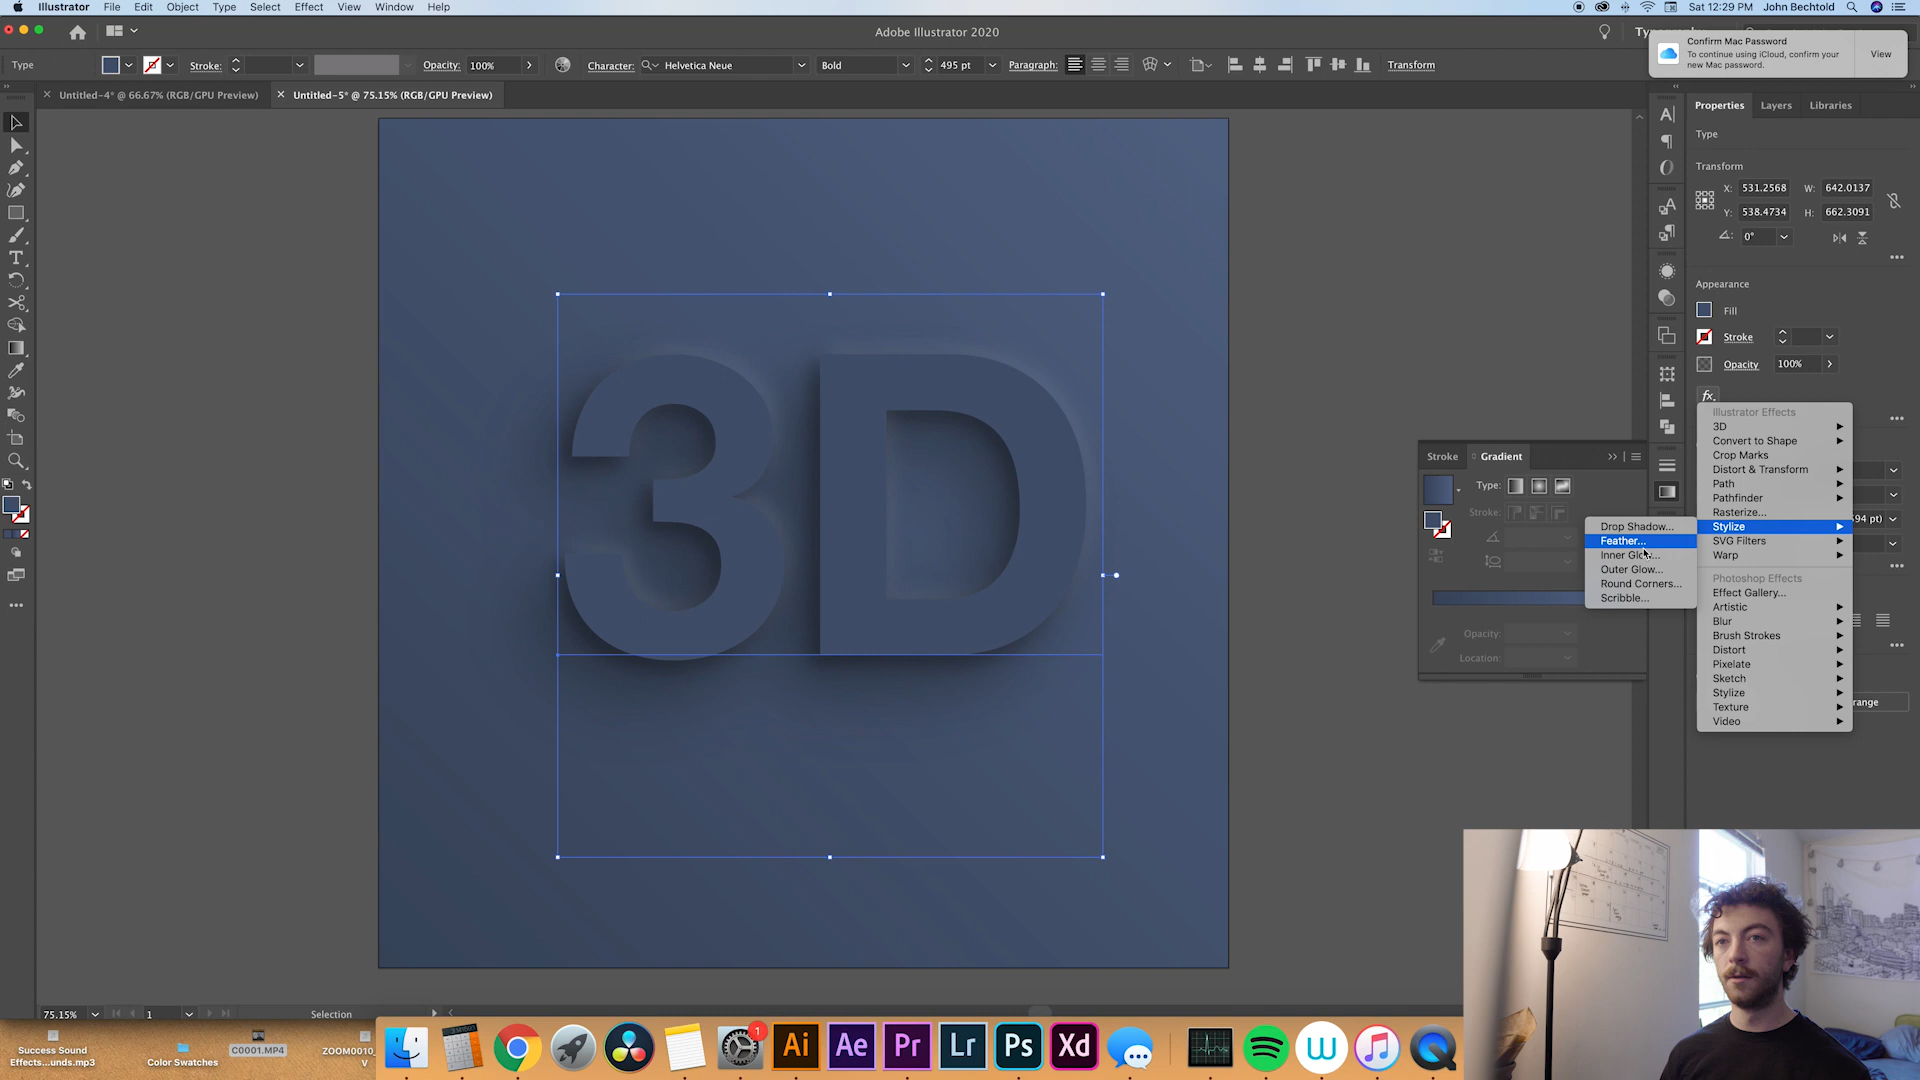 Illustrator File Edit Object Type Select Effect View Window Help
Sat 12:29 PM John Bechtold
Adobe Illustrator 2020
Confirm Mac Password
To continue using iCloud, confirm your
new Mac password.
View
Type
Stroke:
Opacity: 100%
Character: Helvetica Neue
Bold
495 pt
Paragraph:
Transform
Untitled-4* @ 66.67% (RGB/GPU Preview)
Untitled-5* @ 75.15% (RGB/GPU Preview)
Properties Layers Libraries
Type
Transform
X: 531.2568 W: 642.0137
Y: 538.4734 H: 662.3091
0°
Appearance
Fill
Stroke
Opacity 100%
fx
Illustrator Effects
3D
Convert to Shape
Crop Marks
Distort & Transform
Path
Pathfinder
Rasterize...
Stylize
SVG Filters
Warp
Photoshop Effects
Effect Gallery...
Artistic
Blur
Brush Strokes
Distort
Pixelate
Sketch
Stylize
Texture
Video
Drop Shadow...
Feather...
Inner Glow...
Outer Glow...
Round Corners...
Scribble...
Stroke Gradient
Type:
Stroke:
Opacity:
Location:
3D
75.15%
1
Selection
Success Sound
Effects...unds.mp3
Color Swatches
C0001.MP4
ZOOM0010_
V
1
Ai Ae Pr Lr Ps Xd